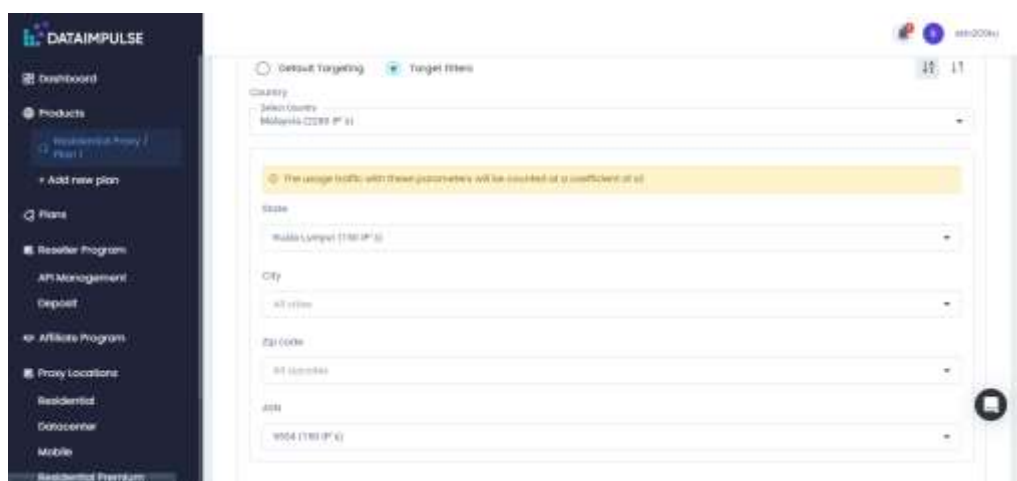 DATAIMPULSE
Dashboard
Products
Residential Proxy /
Plan 1
+ Add new plan
Plans
Reseller Program
API Management
Deposit
Affiliate Program
Proxy Locations
Residential
Datacenter
Mobile
Residential Premium
Default Targeting
Target filters
Country
Select Country
Malaysia
The usage traffic with these parameters will be counted at a coefficient of x2
State
Kuala Lumpur
City
All cities
Zip code
All zipcodes
ASN